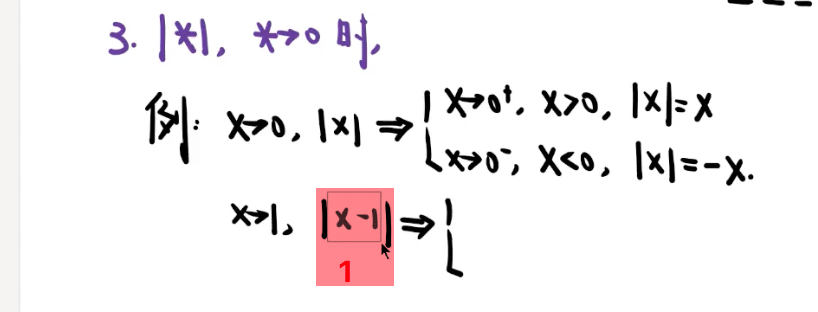 3. |*|, *→0时,
例: x→0, |x| ⇒ { x→0⁺, x>0, |x|=x
x→0⁻, x<0, |x|=-x.
x→1, |x-1| ⇒ {
1